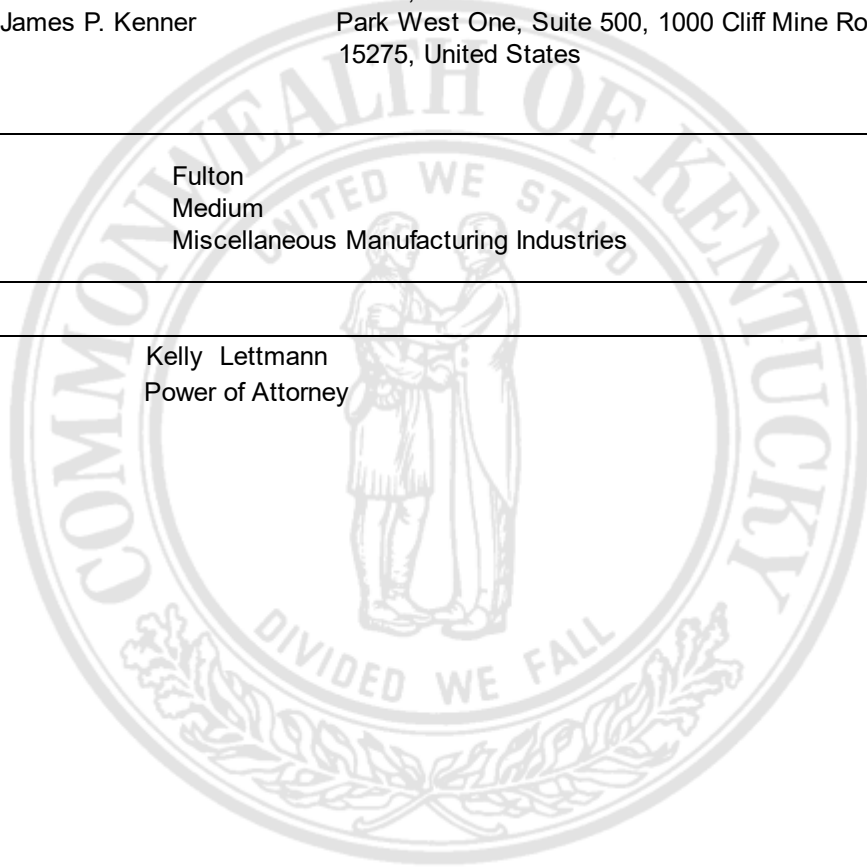 James P. Kenner Park West One, Suite 500, 1000 Cliff Mine Ro
15275, United States
Fulton
Medium
Miscellaneous Manufacturing Industries
Kelly Lettmann
Power of Attorney
COMMONWEALTH OF KENTUCKY
UNITED WE STAND
DIVIDED WE FALL